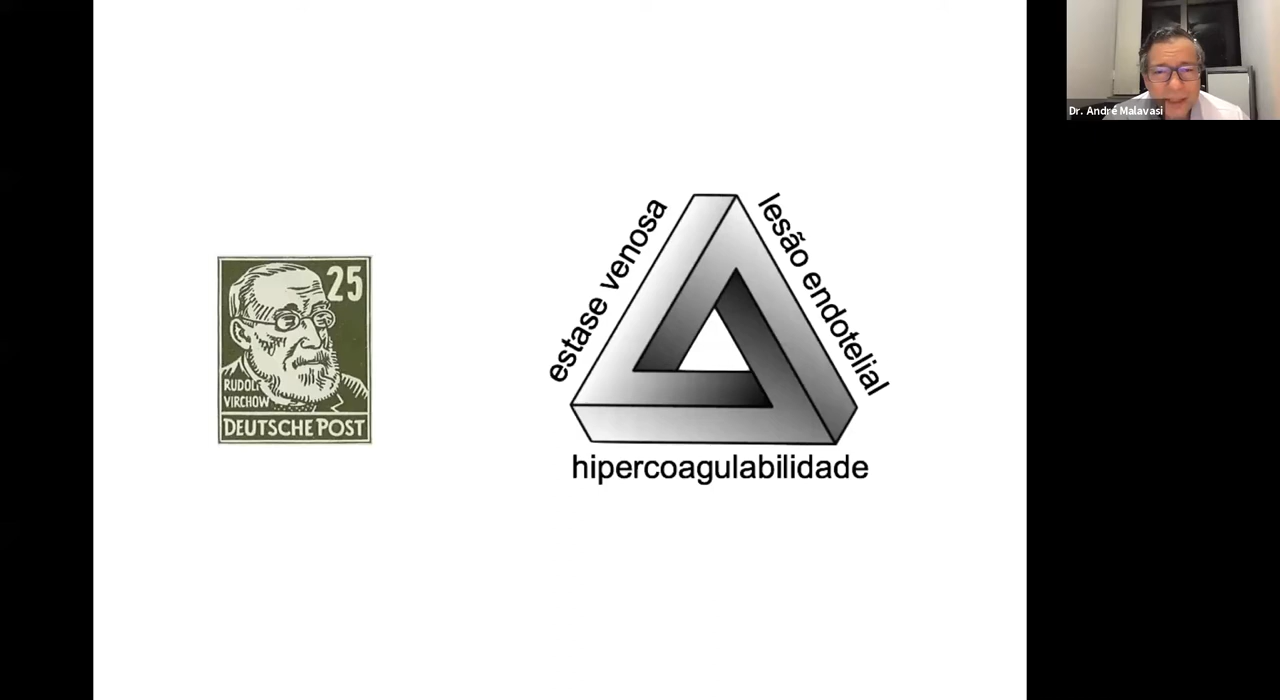 25
RUDOLF
VIRCHOW
DEUTSCHE POST
estase venosa
lesão endotelial
hipercoagulabilidade
Dr. André Malavasi